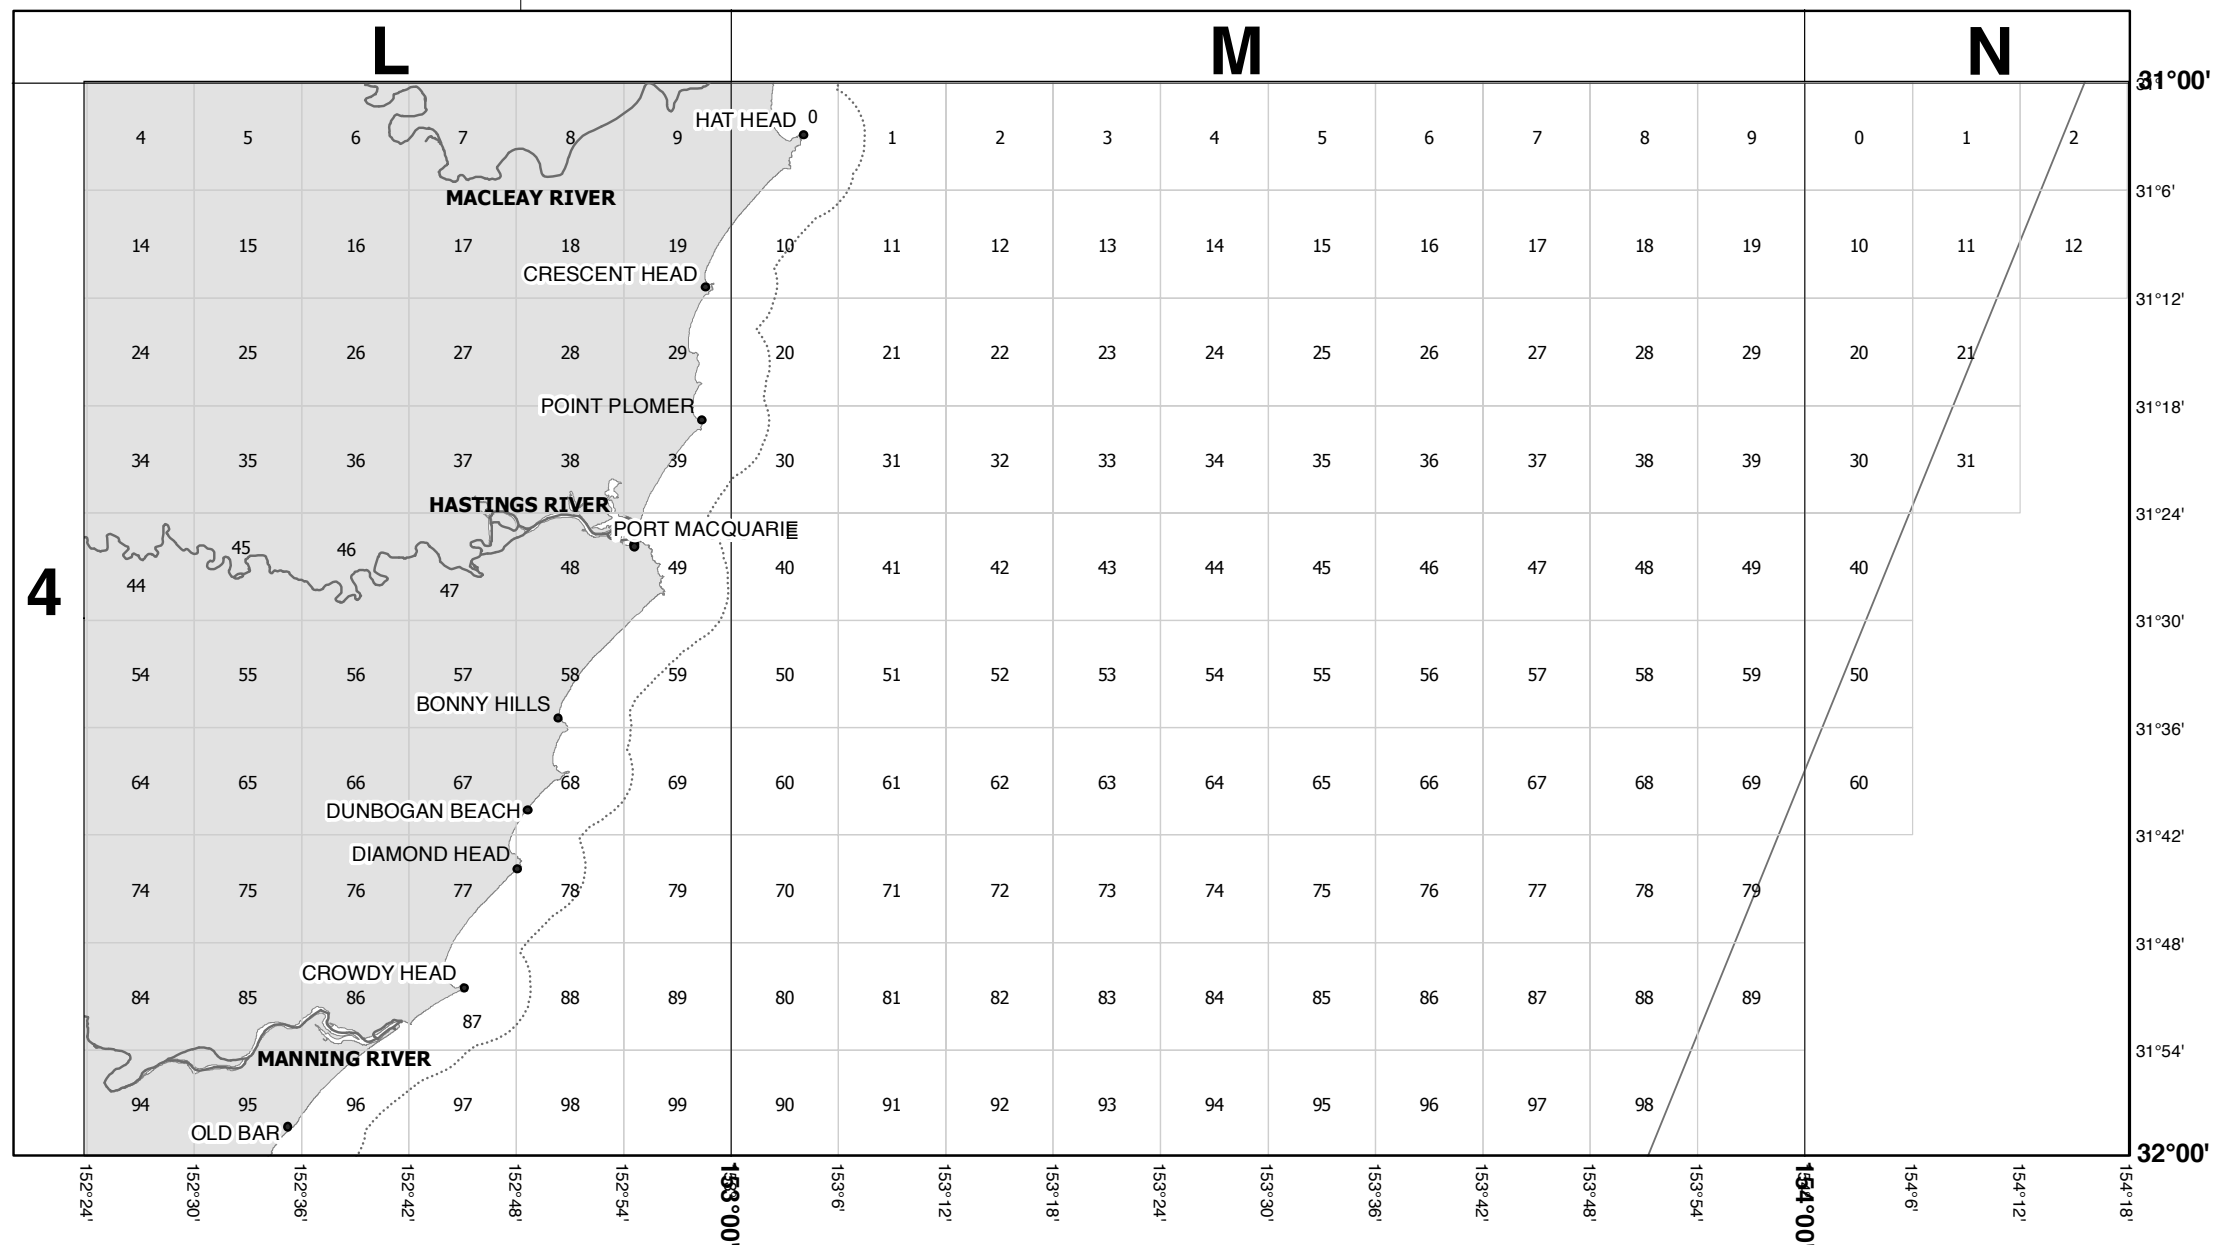 L M N
31°00'
HAT HEAD 0
4 5 6 7 8 9 1 2 3 4 5 6 7 8 9 0 1 2
31°6'
MACLEAY RIVER
14 15 16 17 18 19 10 11 12 13 14 15 16 17 18 19 10 11 12
CRESCENT HEAD
31°12'
24 25 26 27 28 29 20 21 22 23 24 25 26 27 28 29 20 21
POINT PLOMER
31°18'
34 35 36 37 38 39 30 31 32 33 34 35 36 37 38 39 30 31
HASTINGS RIVER
31°24'
PORT MACQUARIE
45 46
48 49 40 41 42 43 44 45 46 47 48 49 40
44 47
4
31°30'
54 55 56 57 58 59 50 51 52 53 54 55 56 57 58 59 50
BONNY HILLS
31°36'
64 65 66 67 68 69 60 61 62 63 64 65 66 67 68 69 60
DUNBOGAN BEACH
31°42'
DIAMOND HEAD
74 75 76 77 78 79 70 71 72 73 74 75 76 77 78 79
31°48'
CROWDY HEAD
84 85 86 88 89 80 81 82 83 84 85 86 87 88 89
87
31°54'
MANNING RIVER
94 95 96 97 98 99 90 91 92 93 94 95 96 97 98
OLD BAR
32°00'
152°24' 152°30' 152°36' 152°42' 152°48' 152°54' 153°00' 153°6' 153°12' 153°18' 153°24' 153°30' 153°36' 153°42' 153°48' 153°54' 154°00' 154°6' 154°12' 154°18'